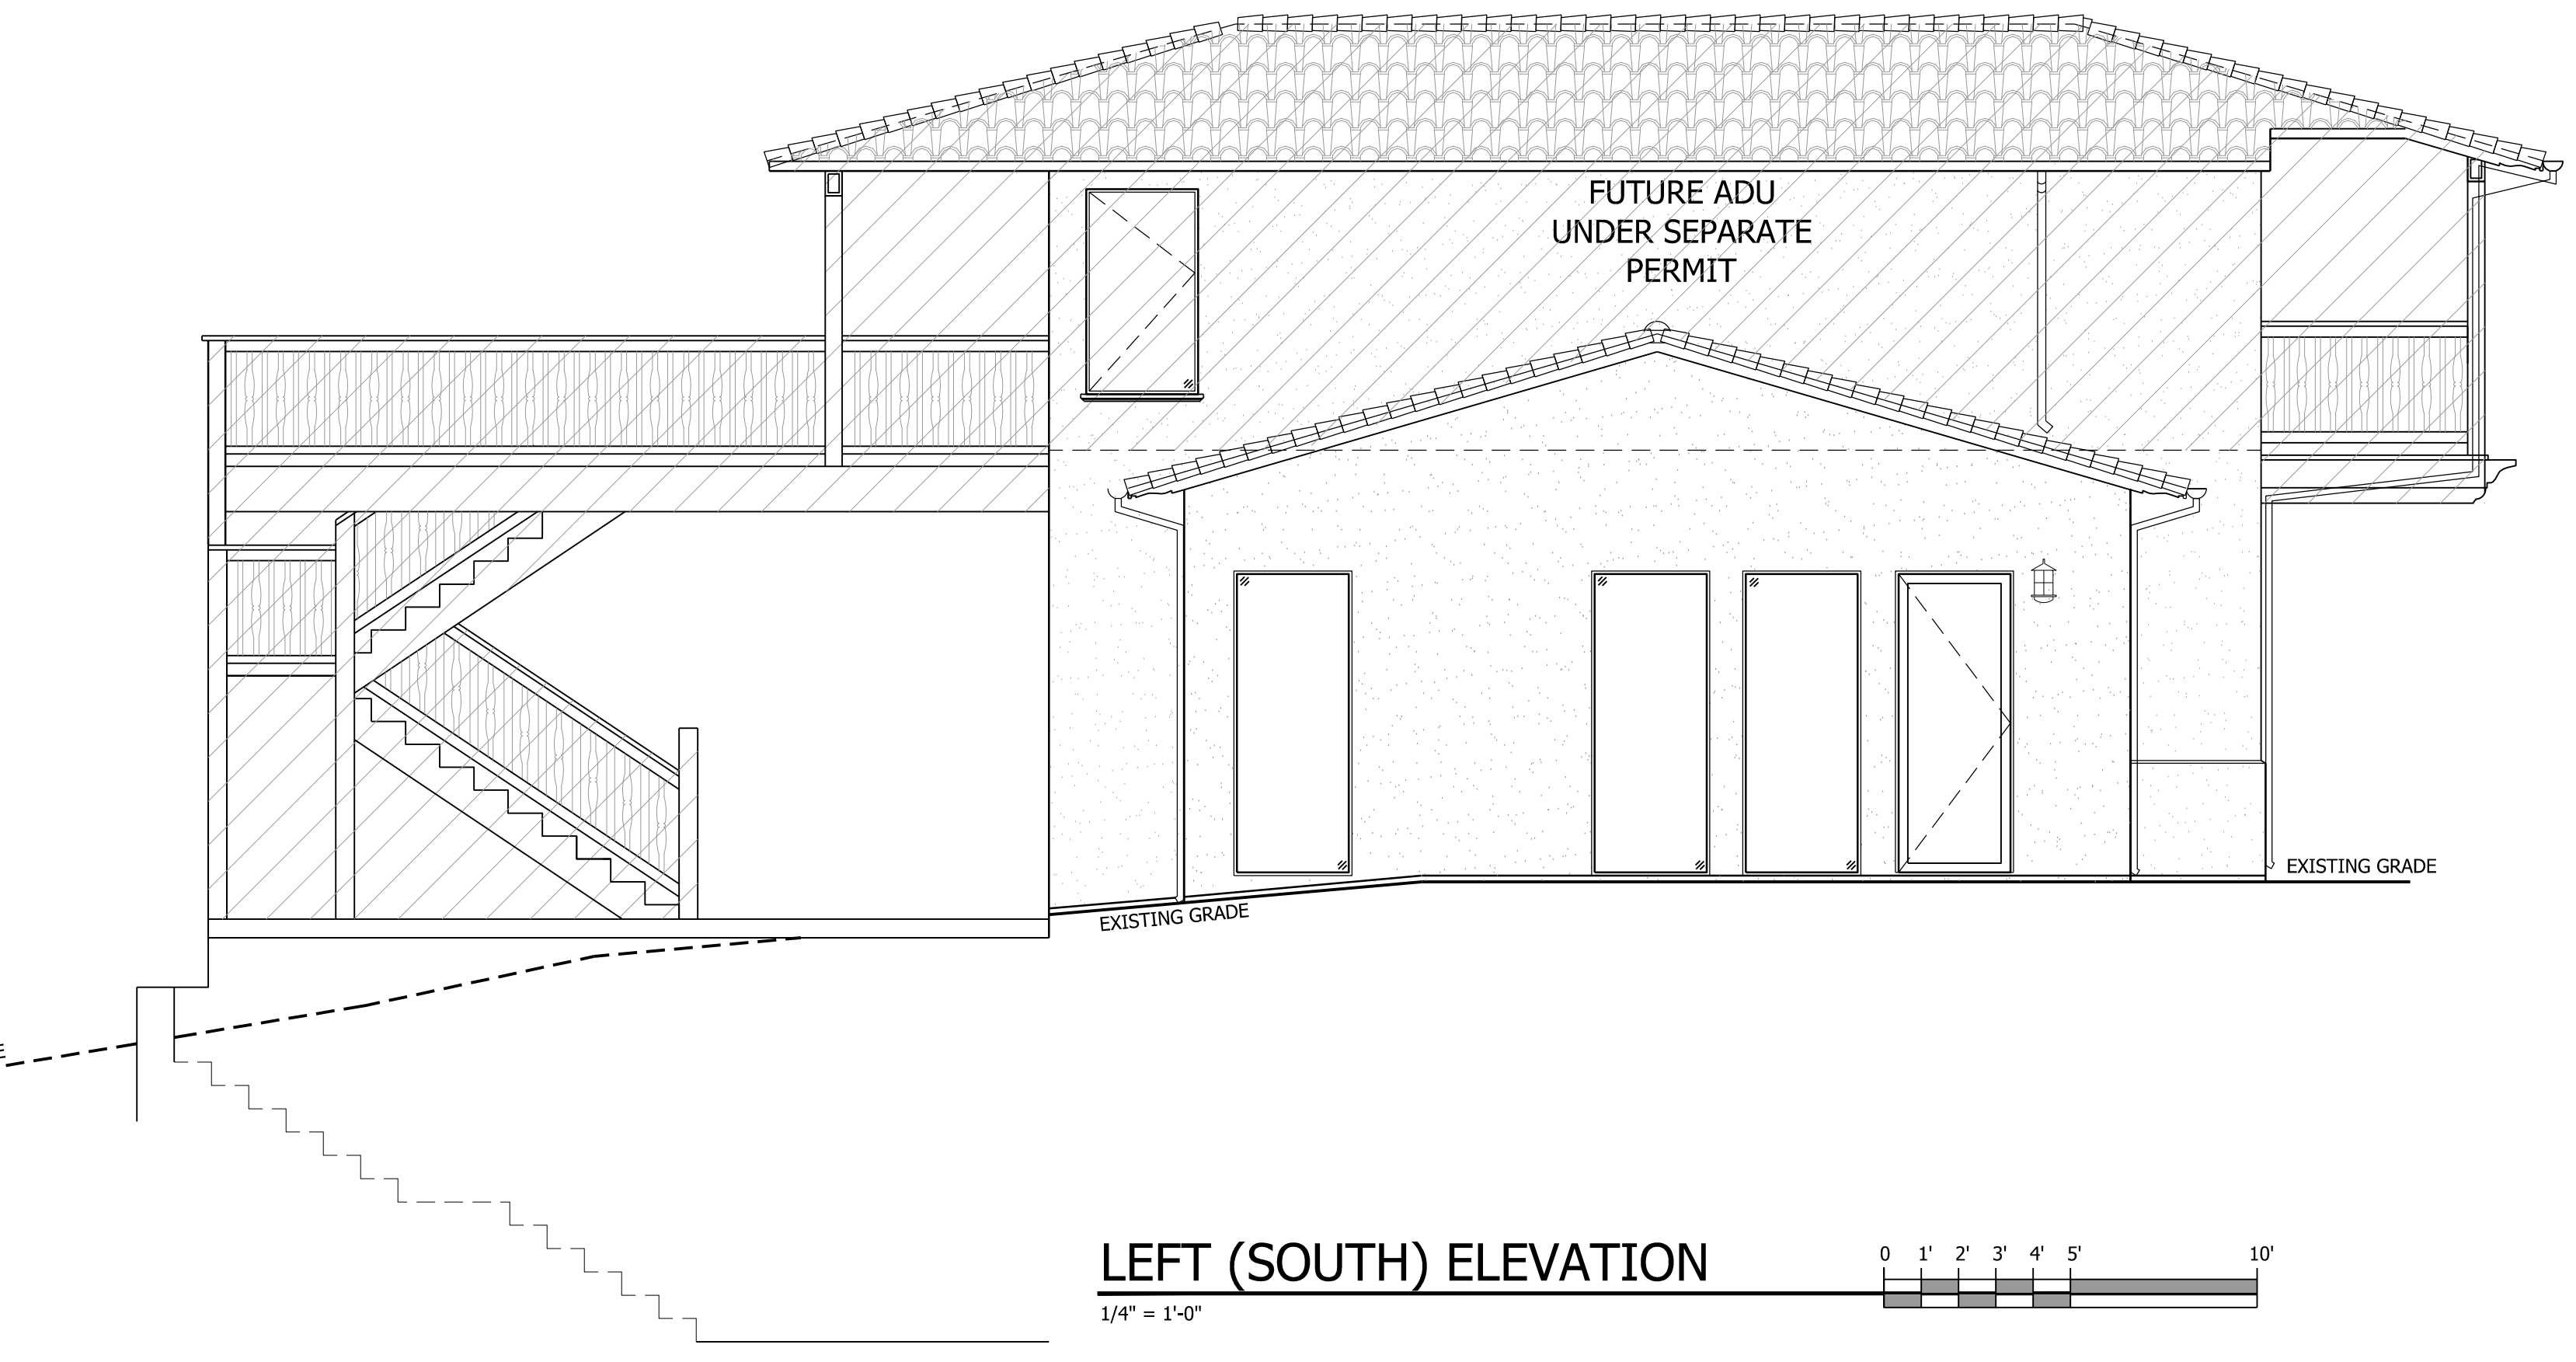 FUTURE ADU
UNDER SEPARATE
PERMIT
EXISTING GRADE
EXISTING GRADE
LEFT (SOUTH) ELEVATION
1/4" = 1'-0"
0 1' 2' 3' 4' 5' 10'